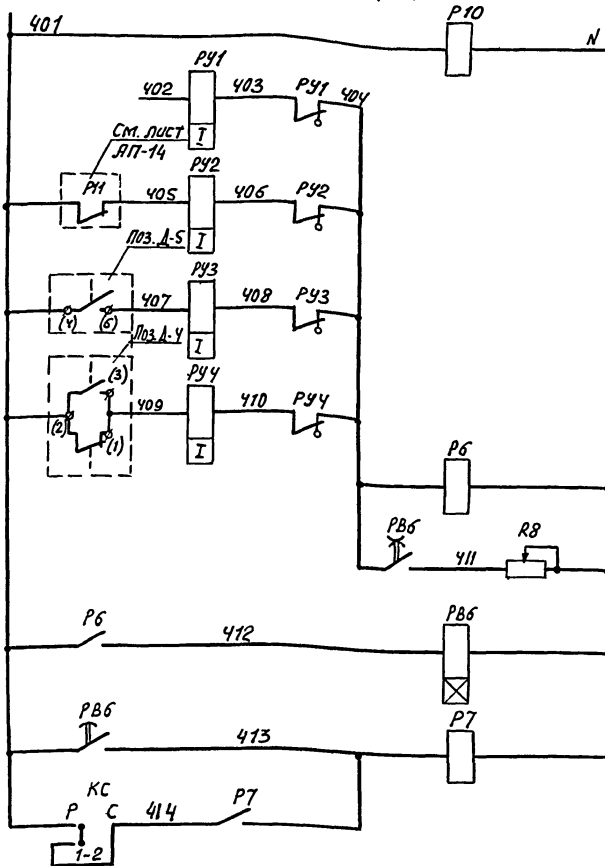 401
Р10
N
РУ1
402
403
РУ1
404
См. лист
ЯП-14
Р11
I
РУ2
405
406
РУ2
I
Поз. Д-5
РУ3
407
408
РУ3
(4)
(6)
I
Поз. Д-4
(3)
РУ4
409
410
РУ4
(2)
(1)
I
Р6
РВ6
411
R8
Р6
412
РВ6
РВ6
413
Р7
КС
Р
С
414
Р7
1-2